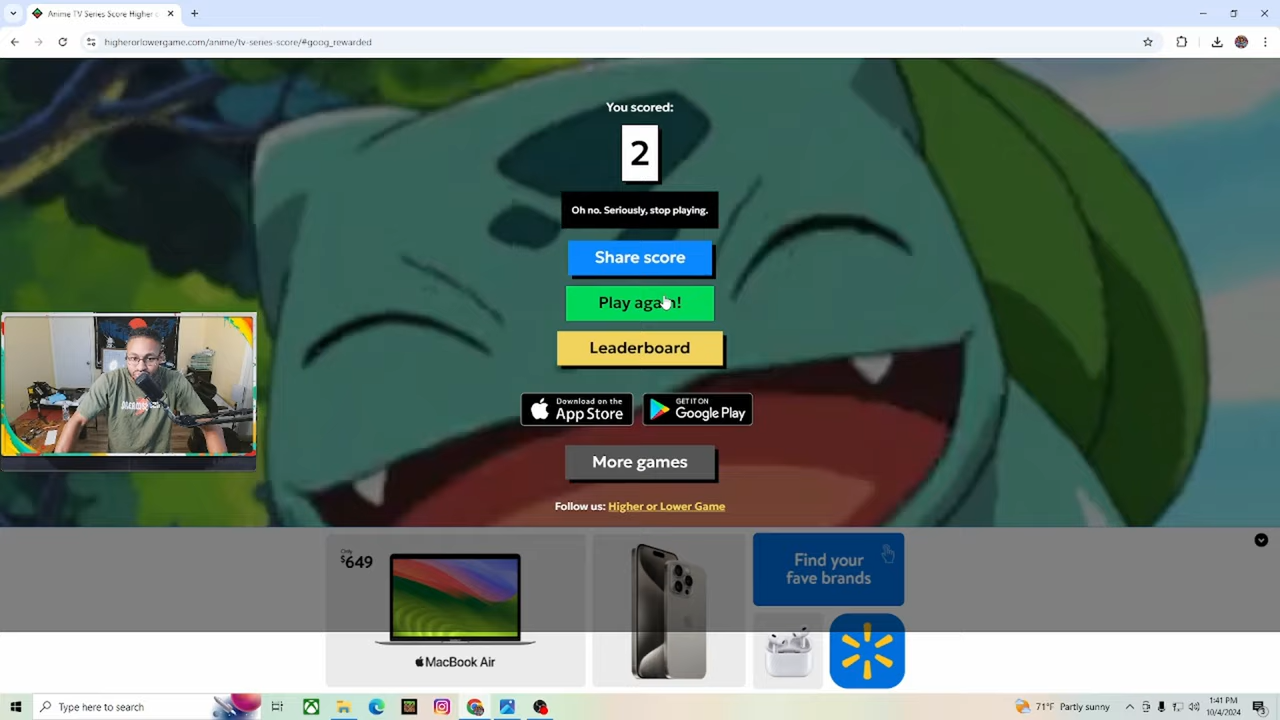 Anime TV Series Score Higher o
higherorlowergame.com/anime/tv-series-score/#goog_rewarded
You scored:
2
Oh no. Seriously, stop playing.
Share score
Play again!
Leaderboard
Download on the
App Store
GET IT ON
Google Play
More games
Follow us: Higher or Lower Game
Only
$649
MacBook Air
Find your
fave brands
Type here to search
71°F Partly sunny
1:41 PM
10/4/2024